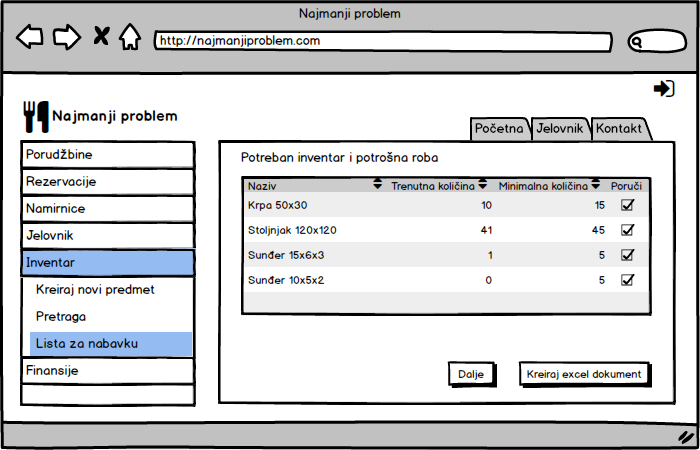 Najmanji problem
http://najmanjiproblem.com
Najmanji problem
Početna Jelovnik Kontakt
Porudžbine
Rezervacije
Namirnice
Jelovnik
Inventar
Kreiraj novi predmet
Pretraga
Lista za nabavku
Finansije
Potreban inventar i potrošna roba
Naziv Trenutna količina Minimalna količina Poruči
Krpa 50x30 10 15
Stoljnjak 120x120 41 45
Sunđer 15x6x3 1 5
Sunđer 10x5x2 0 5
Dalje Kreiraj excel dokument